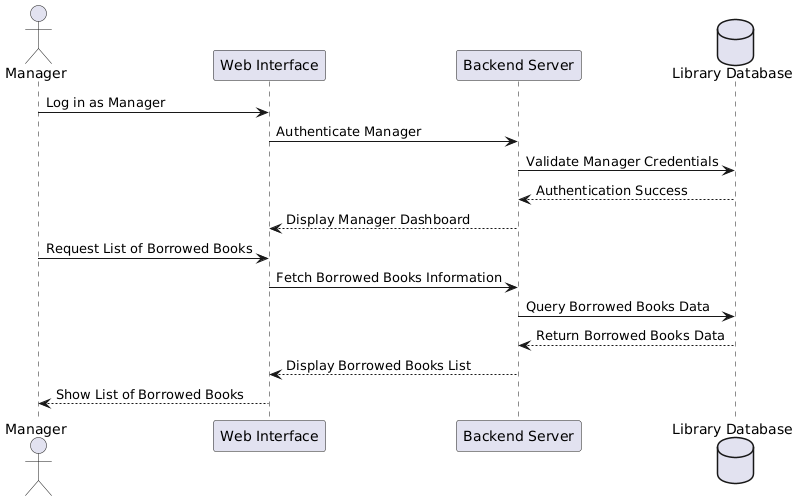 Manager
Web Interface
Backend Server
Library Database
Log in as Manager
Authenticate Manager
Validate Manager Credentials
Authentication Success
Display Manager Dashboard
Request List of Borrowed Books
Fetch Borrowed Books Information
Query Borrowed Books Data
Return Borrowed Books Data
Display Borrowed Books List
Show List of Borrowed Books
Manager
Web Interface
Backend Server
Library Database